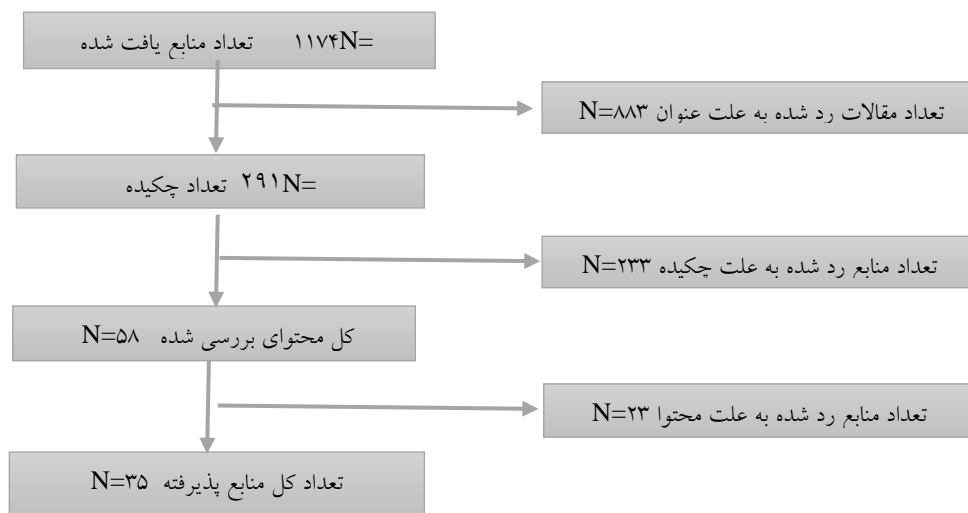 تعداد منابع یافت شده ۱۱۷۴N=
تعداد مقالات رد شده به علت عنوان N=۸۸۳
تعداد چکیده ۲۹۱N=
تعداد منابع رد شده به علت چکیده N=۲۳۳
کل محتوای بررسی شده N=۵۸
تعداد منابع رد شده به علت محتوا N=۲۳
تعداد کل منابع پذیرفته N=۳۵